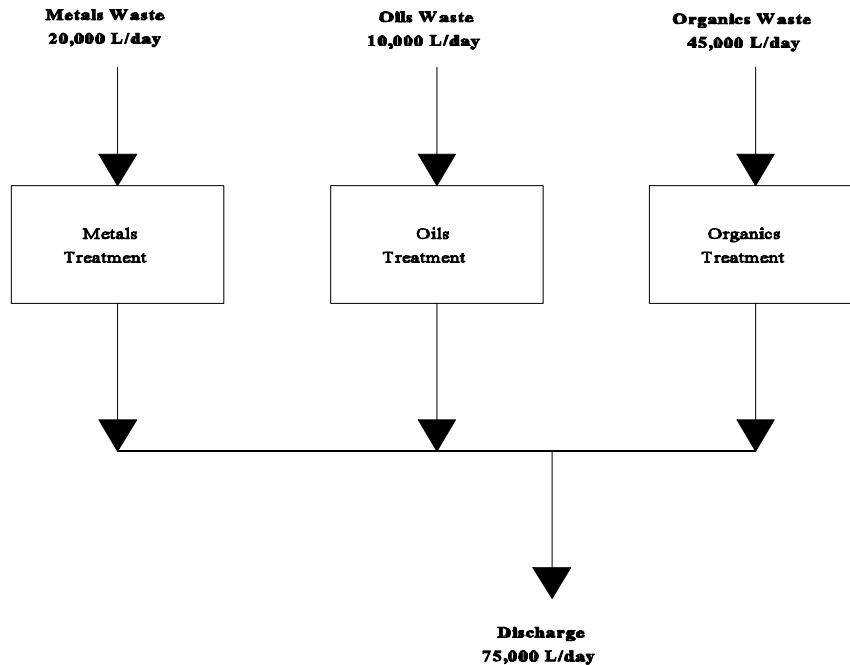 Metals Waste
20,000 L/day
Oils Waste
10,000 L/day
Organics Waste
45,000 L/day
Metals
Treatment
Oils
Treatment
Organics
Treatment
Discharge
75,000 L/day